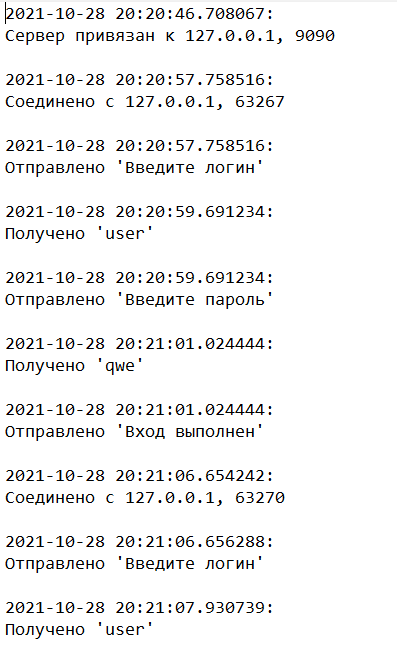 2021-10-28 20:20:46.708067:
Сервер привязан к 127.0.0.1, 9090
2021-10-28 20:20:57.758516:
Соединено с 127.0.0.1, 63267
2021-10-28 20:20:57.758516:
Отправлено 'Введите логин'
2021-10-28 20:20:59.691234:
Получено 'user'
2021-10-28 20:20:59.691234:
Отправлено 'Введите пароль'
2021-10-28 20:21:01.024444:
Получено 'qwe'
2021-10-28 20:21:01.024444:
Отправлено 'Вход выполнен'
2021-10-28 20:21:06.654242:
Соединено с 127.0.0.1, 63270
2021-10-28 20:21:06.656288:
Отправлено 'Введите логин'
2021-10-28 20:21:07.930739:
Получено 'user'